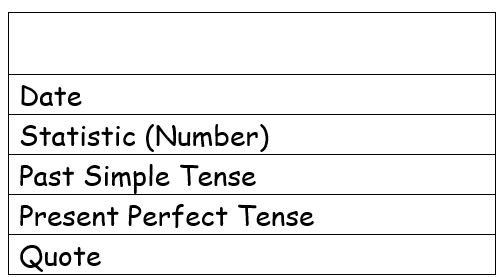 Date
Statistic (Number)
Past Simple Tense
Present Perfect Tense
Quote